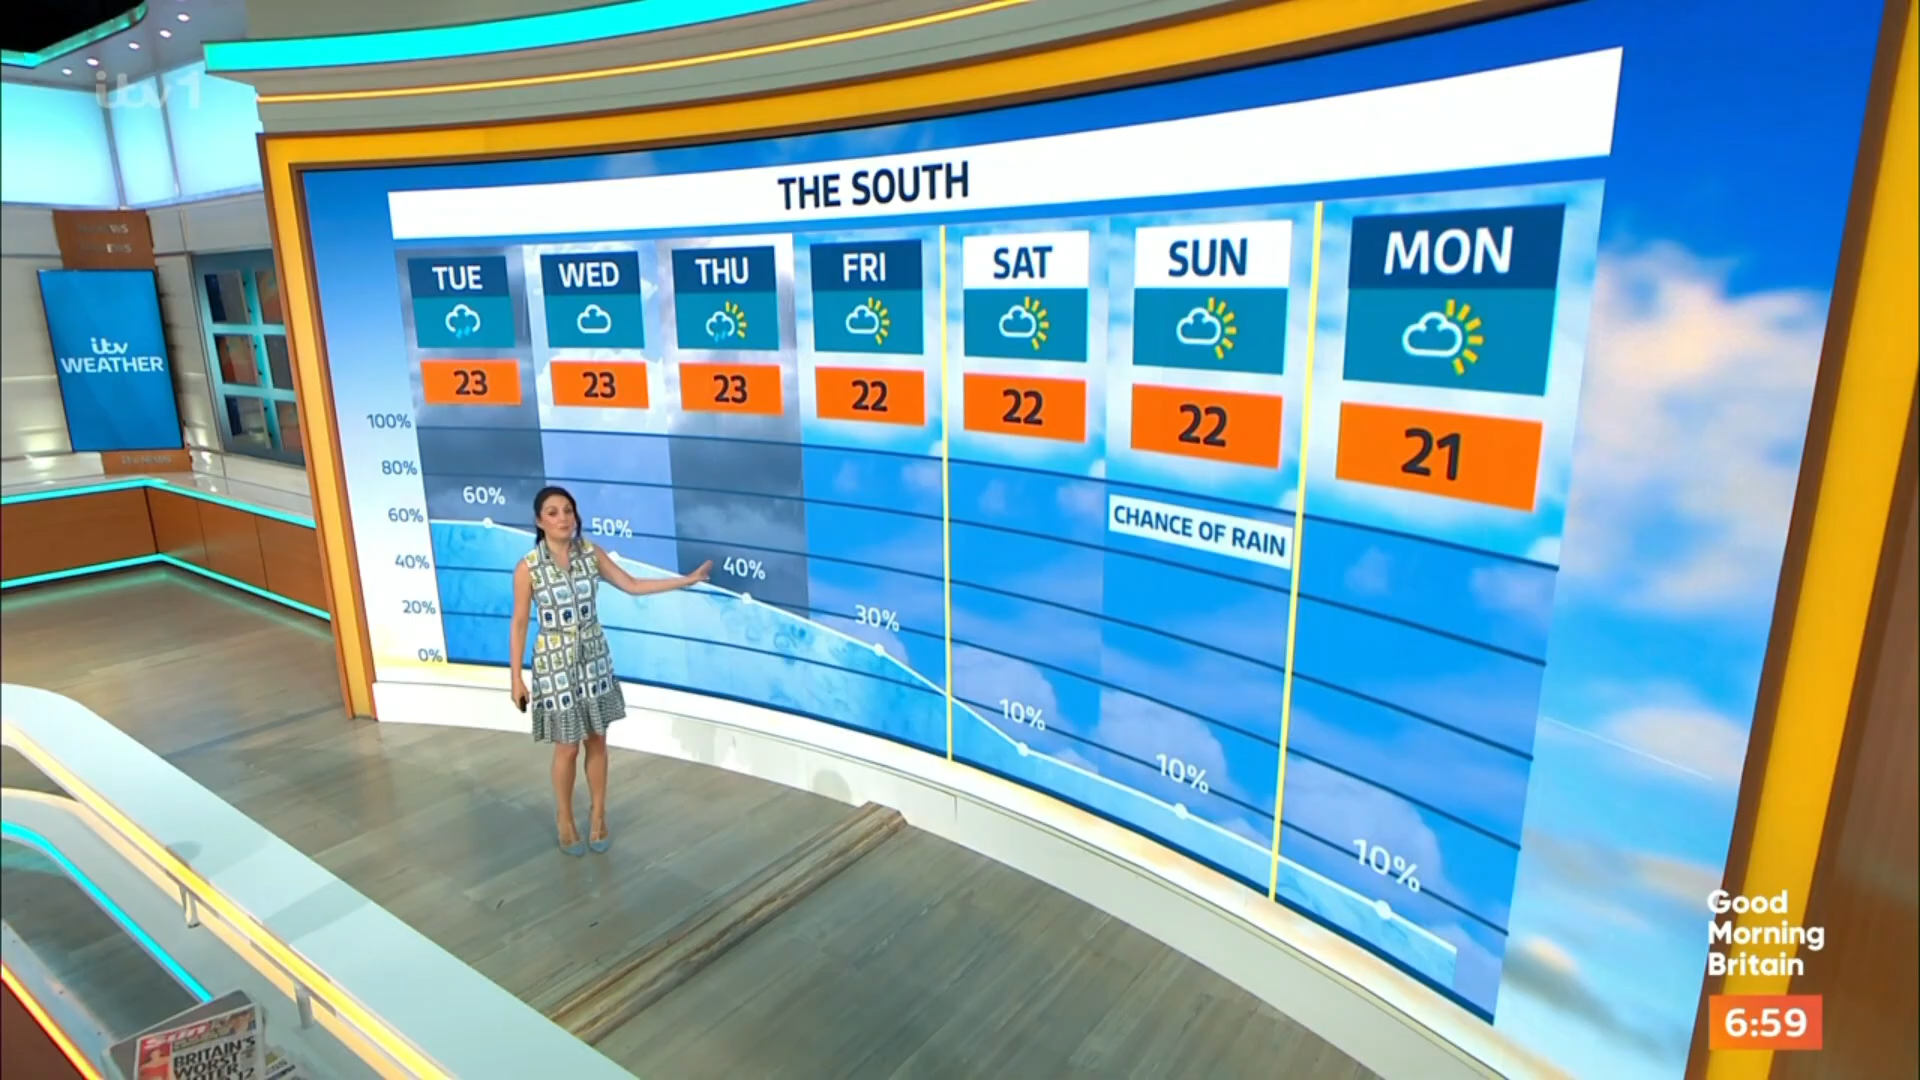 itv1
THE SOUTH
TUE
WED
THU
FRI
SAT
SUN
MON
23
23
23
22
22
22
21
100%
80%
60%
40%
20%
0%
60%
50%
40%
30%
10%
10%
10%
CHANCE OF RAIN
itv
WEATHER
Good
Morning
Britain
6:59
BRITAIN'S
WORST